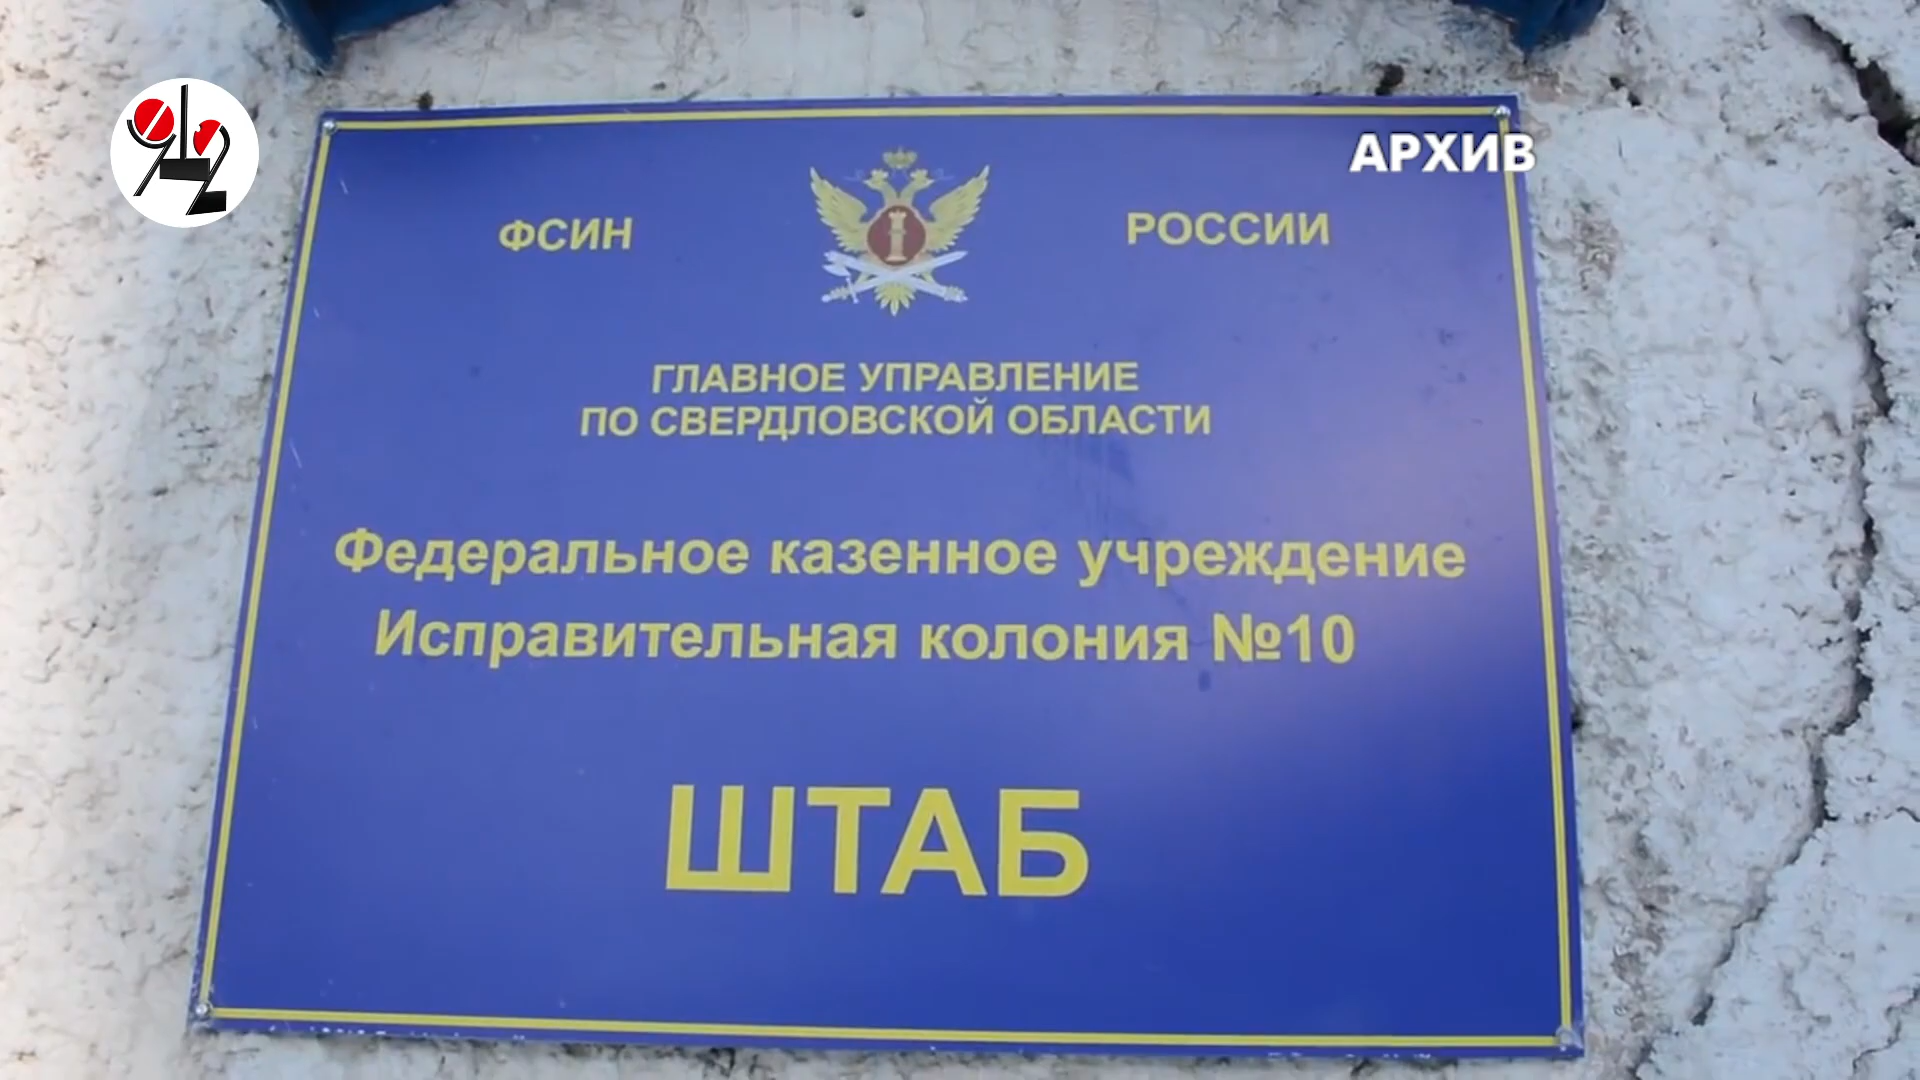 АРХИВ
ФСИН РОССИИ
ГЛАВНОЕ УПРАВЛЕНИЕ
ПО СВЕРДЛОВСКОЙ ОБЛАСТИ
Федеральное казенное учреждение
Исправительная колония №10
ШТАБ